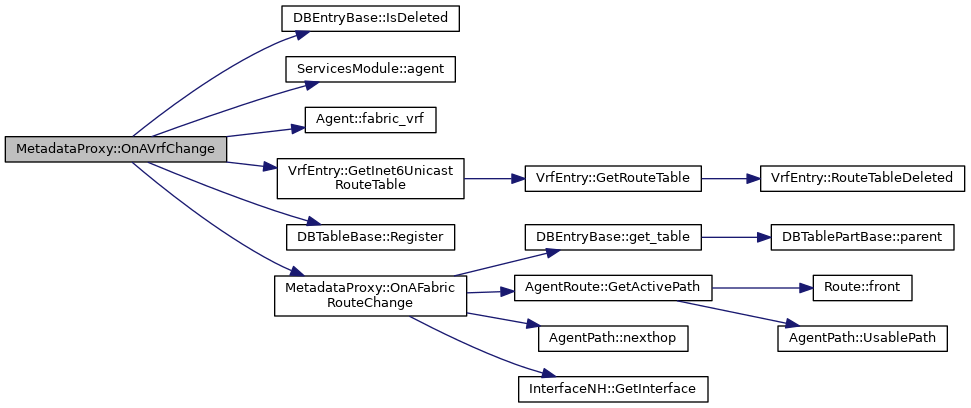 DBEntryBase::IsDeleted
ServicesModule::agent
Agent::fabric_vrf
MetadataProxy::OnAVrfChange
VrfEntry::GetInet6Unicast
RouteTable
VrfEntry::GetRouteTable
VrfEntry::RouteTableDeleted
DBTableBase::Register
DBEntryBase::get_table
DBTablePartBase::parent
MetadataProxy::OnAFabric
RouteChange
AgentRoute::GetActivePath
Route::front
AgentPath::nexthop
AgentPath::UsablePath
InterfaceNH::GetInterface